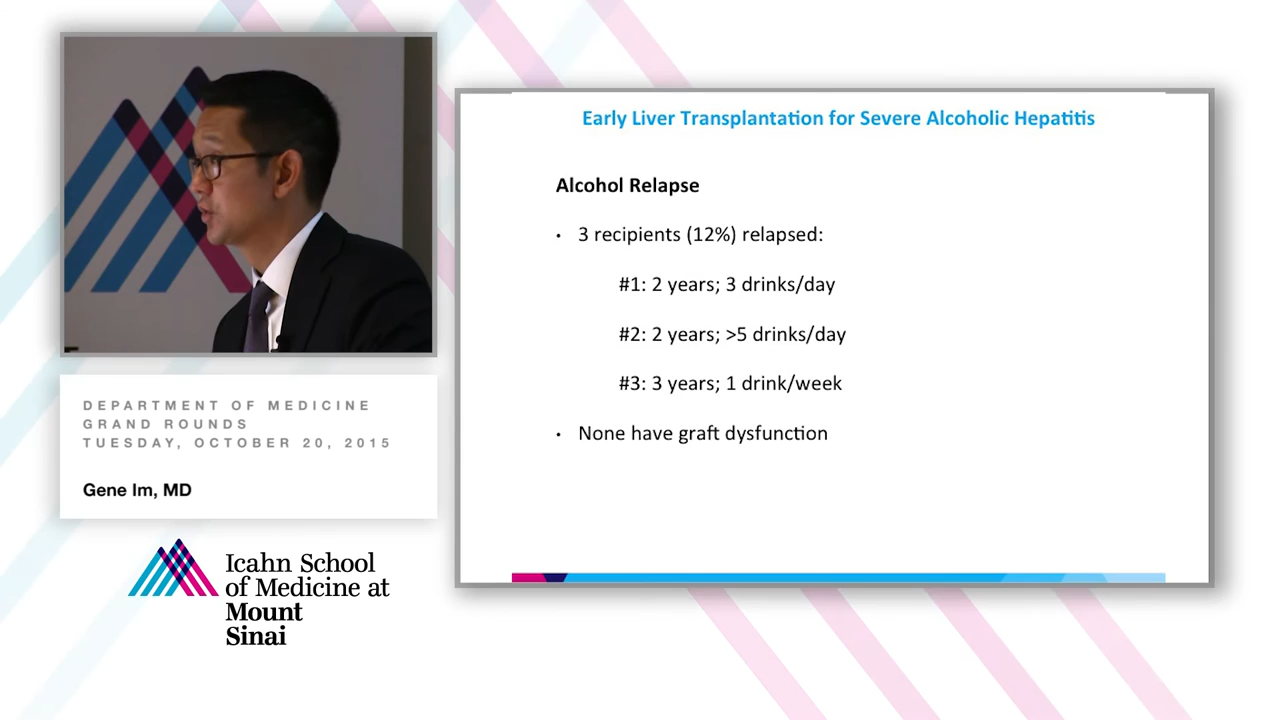 Early Liver Transplantation for Severe Alcoholic Hepatitis
Alcohol Relapse
• 3 recipients (12%) relapsed:
#1: 2 years; 3 drinks/day
#2: 2 years; >5 drinks/day
#3: 3 years; 1 drink/week
• None have graft dysfunction
DEPARTMENT OF MEDICINE
GRAND ROUNDS
TUESDAY, OCTOBER 20, 2015
Gene Im, MD
Icahn School
of Medicine at
Mount
Sinai